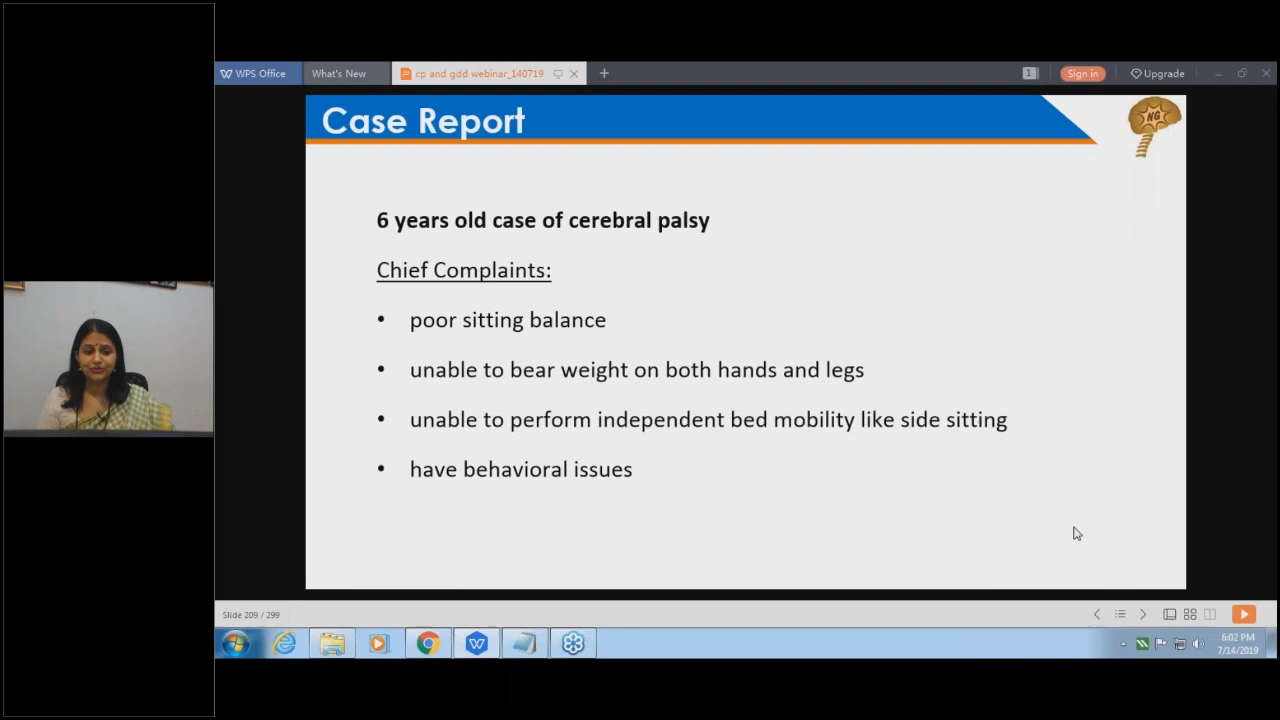 WPS Office
What's New
cp and gdd webinar_140719
1
Sign in
Upgrade
Case Report
NG
6 years old case of cerebral palsy
Chief Complaints:
• poor sitting balance
• unable to bear weight on both hands and legs
• unable to perform independent bed mobility like side sitting
• have behavioral issues
Slide 209 / 299
6:02 PM
7/14/2019